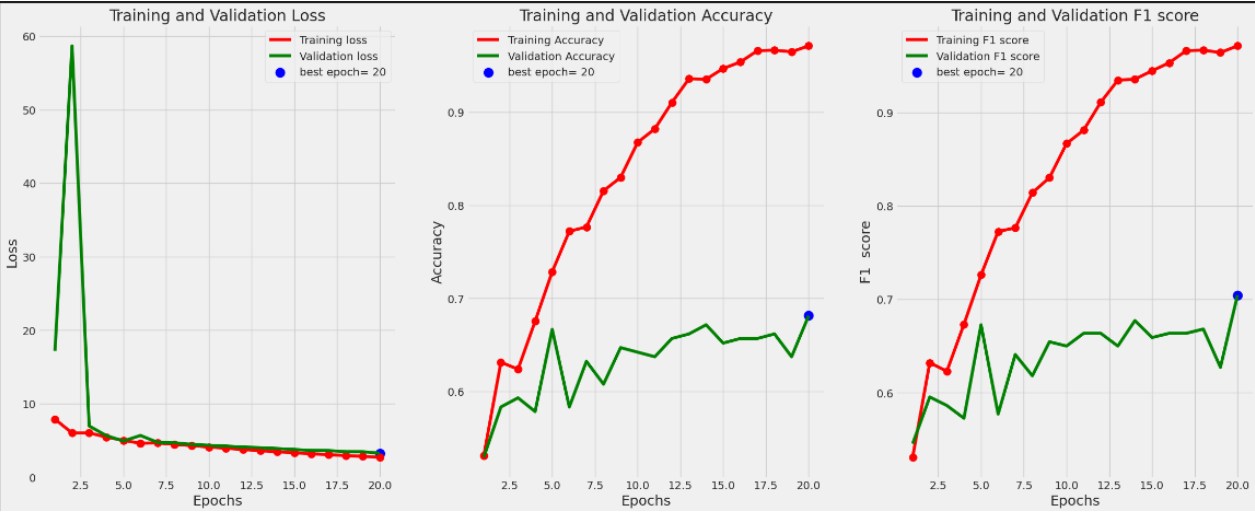 Training and Validation Loss
Training loss
Validation loss
best epoch= 20
60
50
40
30
20
10
0
Loss
2.5 5.0 7.5 10.0 12.5 15.0 17.5 20.0
Epochs
Training and Validation Accuracy
Training Accuracy
Validation Accuracy
best epoch= 20
0.9
0.8
0.7
0.6
Accuracy
2.5 5.0 7.5 10.0 12.5 15.0 17.5 20.0
Epochs
Training and Validation F1 score
Training F1 score
Validation F1 score
best epoch= 20
0.9
0.8
0.7
0.6
F1 score
2.5 5.0 7.5 10.0 12.5 15.0 17.5 20.0
Epochs